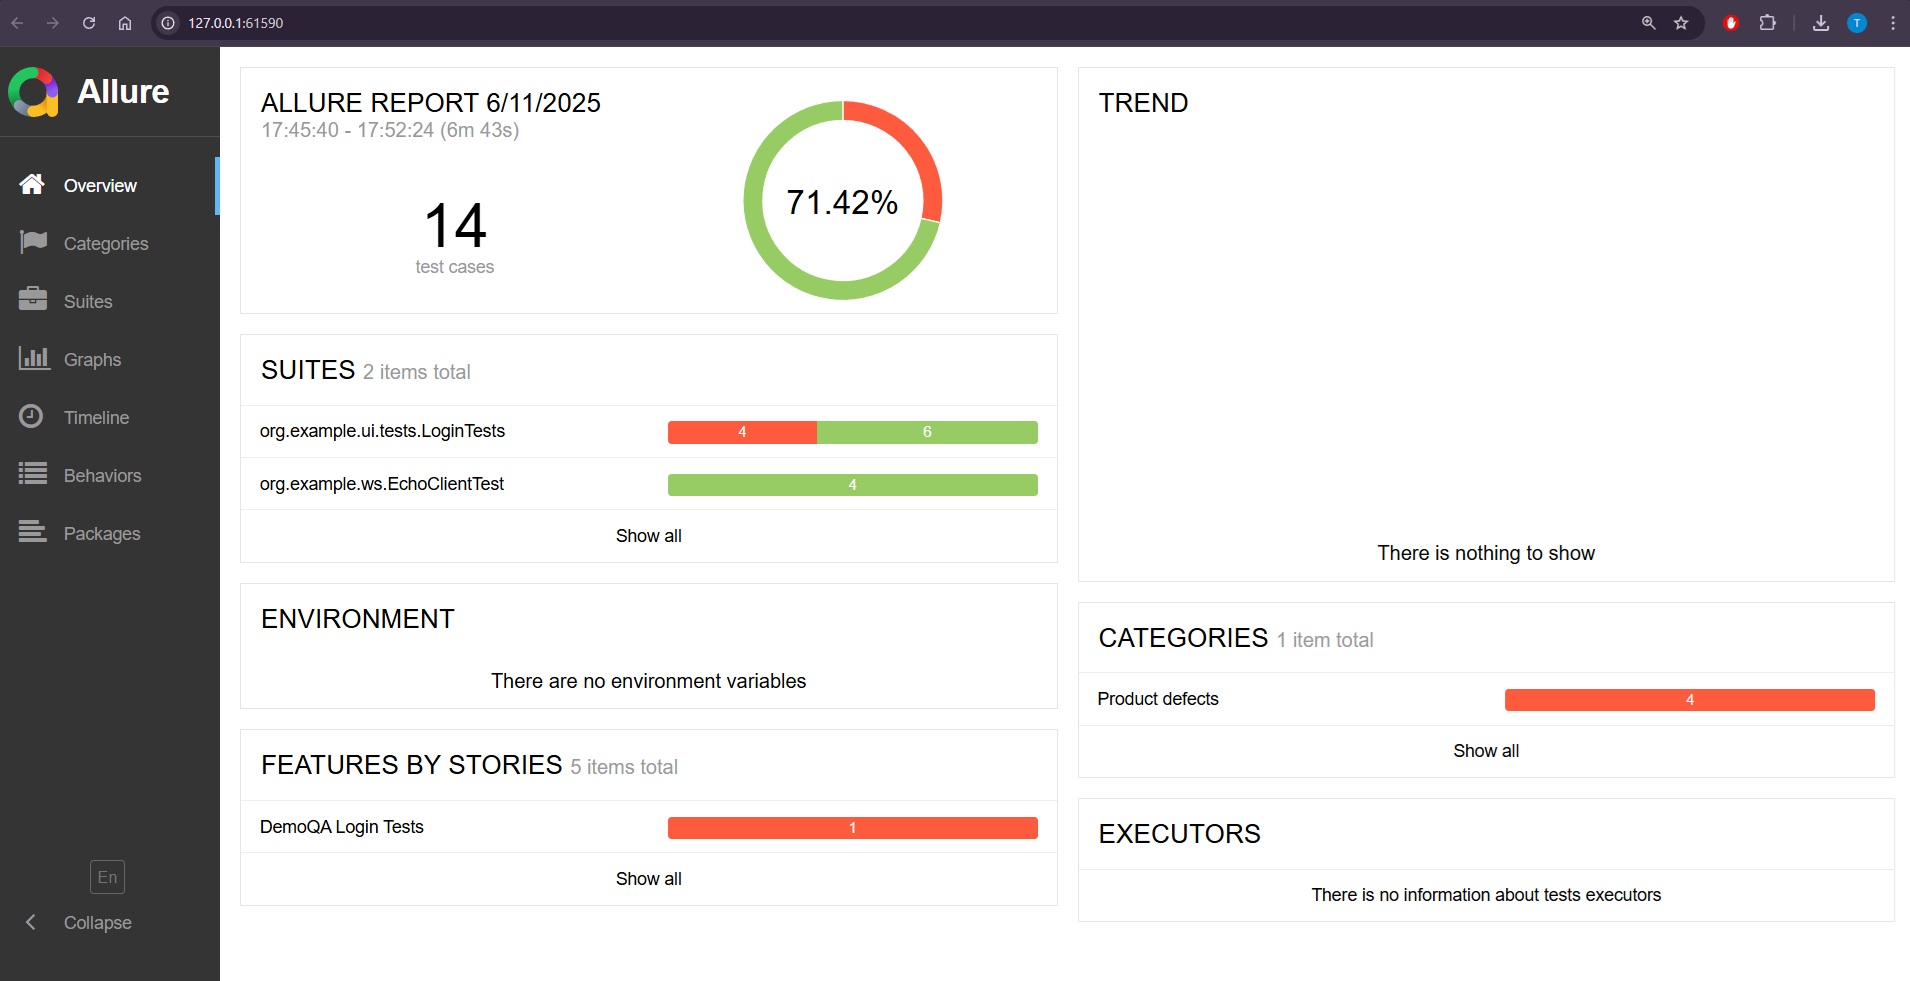 127.0.0.1:61590
T
Allure
Overview
Categories
Suites
Graphs
Timeline
Behaviors
Packages
En
Collapse
ALLURE REPORT 6/11/2025
17:45:40 - 17:52:24 (6m 43s)
14
test cases
71.42%
SUITES 2 items total
org.example.ui.tests.LoginTests 4 6
org.example.ws.EchoClientTest 4
Show all
ENVIRONMENT
There are no environment variables
FEATURES BY STORIES 5 items total
DemoQA Login Tests 1
Show all
TREND
There is nothing to show
CATEGORIES 1 item total
Product defects 4
Show all
EXECUTORS
There is no information about tests executors